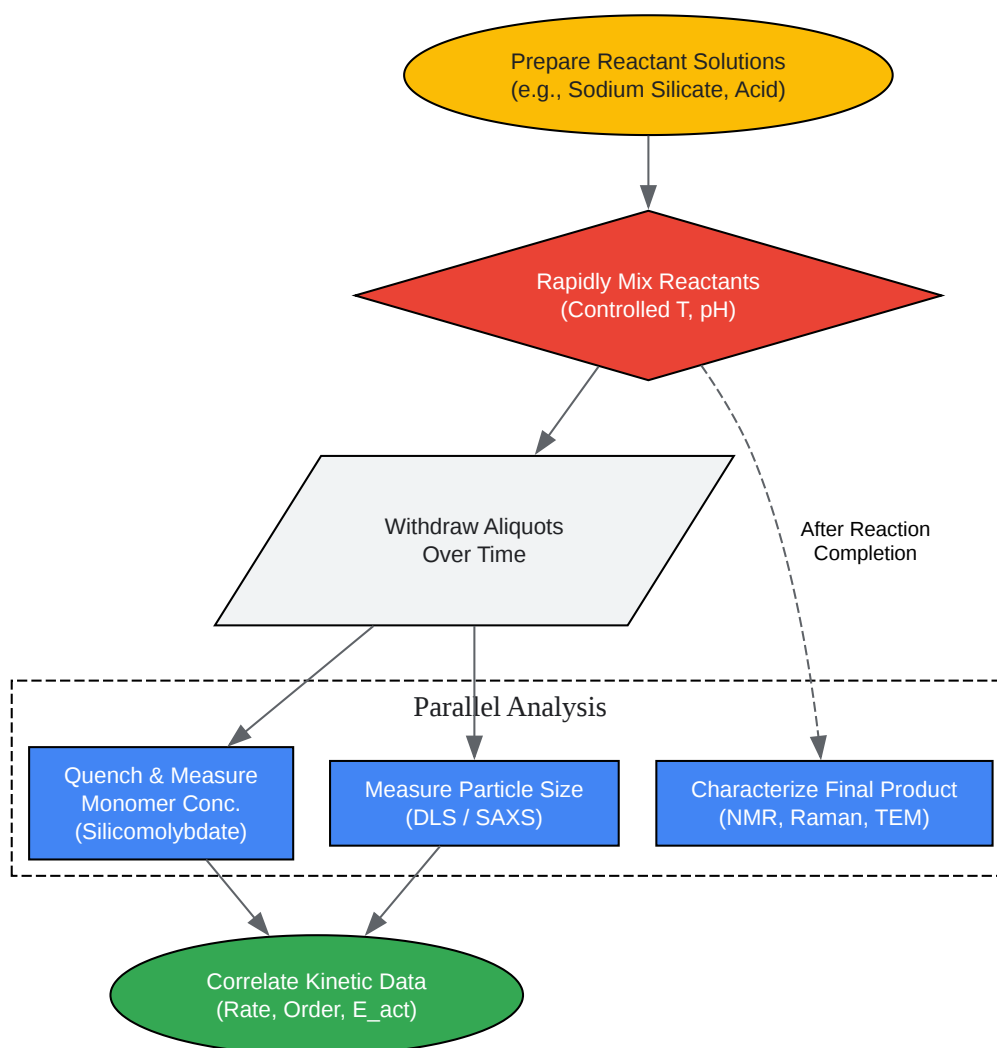 Prepare Reactant Solutions
(e.g., Sodium Silicate, Acid)
Rapidly Mix Reactants
(Controlled T, pH)
Withdraw Aliquots
Over Time
After Reaction
Completion
Parallel Analysis
Quench & Measure
Monomer Conc.
(Silicomolybdate)
Measure Particle Size
(DLS / SAXS)
Characterize Final Product
(NMR, Raman, TEM)
Correlate Kinetic Data
(Rate, Order, E_act)